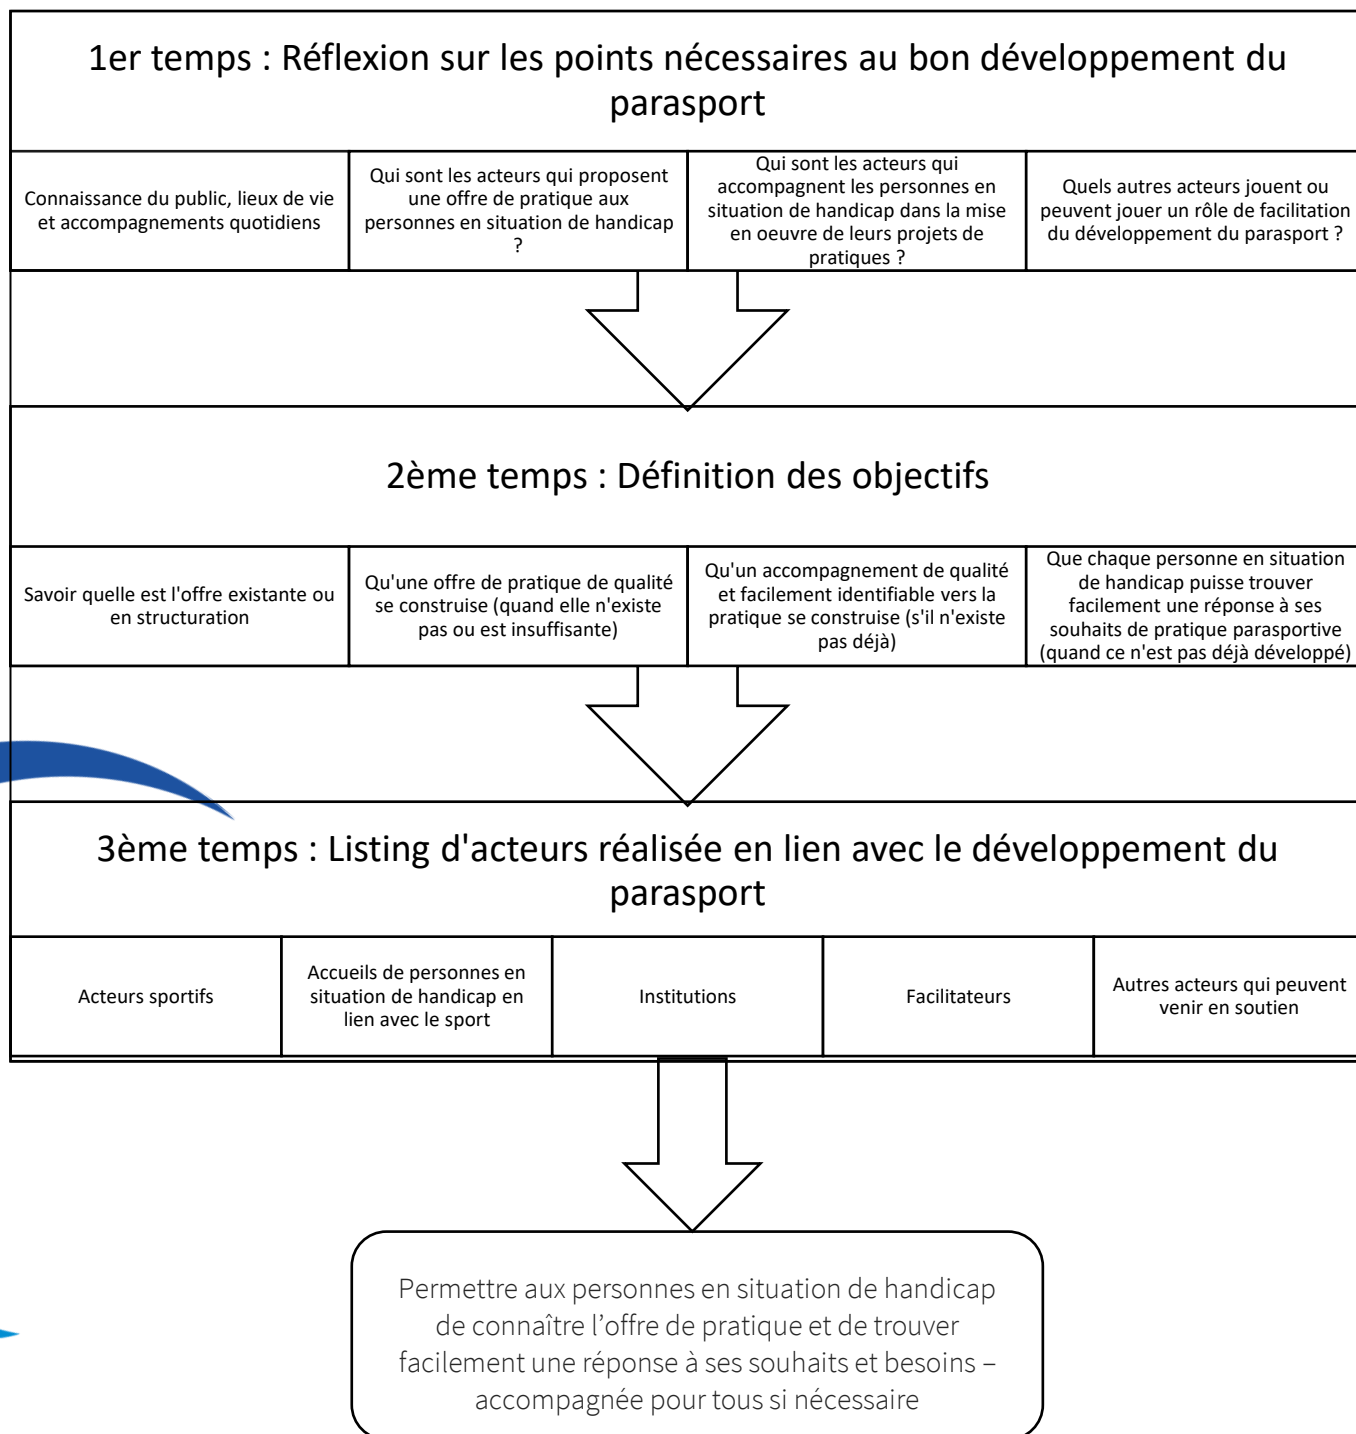 1er temps : Réflexion sur les points nécessaires au bon développement du
parasport
Connaissance du public, lieux de vie
et accompagnements quotidiens
Qui sont les acteurs qui proposent
une offre de pratique aux
personnes en situation de handicap
?
Qui sont les acteurs qui
accompagnent les personnes en
situation de handicap dans la mise
en oeuvre de leurs projets de
pratiques ?
Quels autres acteurs jouent ou
peuvent jouer un rôle de facilitation
du développement du parasport ?
2ème temps : Définition des objectifs
Savoir quelle est l'offre existante ou
en structuration
Qu'une offre de pratique de qualité
se construise (quand elle n'existe
pas ou est insuffisante)
Qu'un accompagnement de qualité
et facilement identifiable vers la
pratique se construise (s'il n'existe
pas déjà)
Que chaque personne en situation
de handicap puisse trouver
facilement une réponse à ses
souhaits de pratique parasportive
(quand ce n'est pas déjà développé)
3ème temps : Listing d'acteurs réalisée en lien avec le développement du
parasport
Acteurs sportifs
Accueils de personnes en
situation de handicap en
lien avec le sport
Institutions
Facilitateurs
Autres acteurs qui peuvent
venir en soutien
Permettre aux personnes en situation de handicap
de connaître l’offre de pratique et de trouver
facilement une réponse à ses souhaits et besoins –
accompagnée pour tous si nécessaire